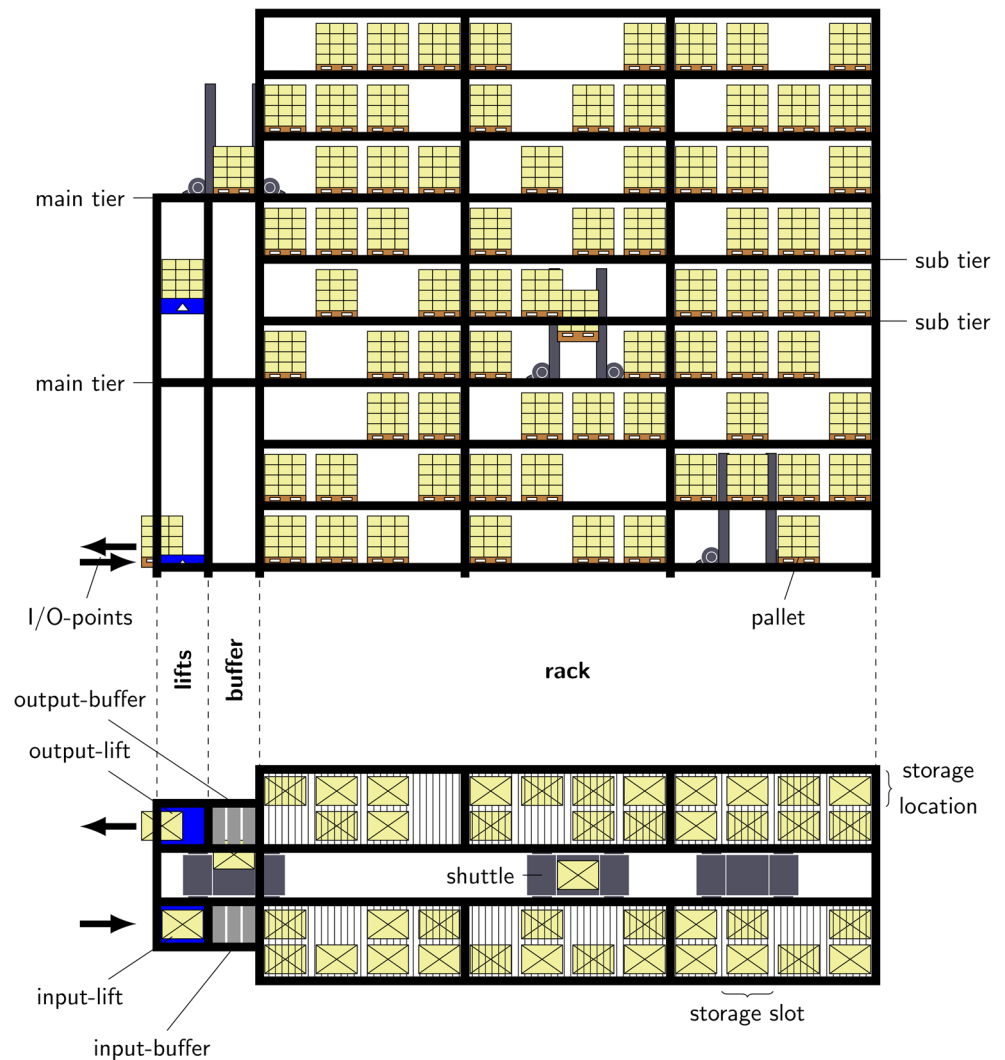 main tier
sub tier
sub tier
main tier
I/O-points
pallet
lifts
buffer
rack
output-buffer
output-lift
storage
location
shuttle
input-lift
storage slot
input-buffer